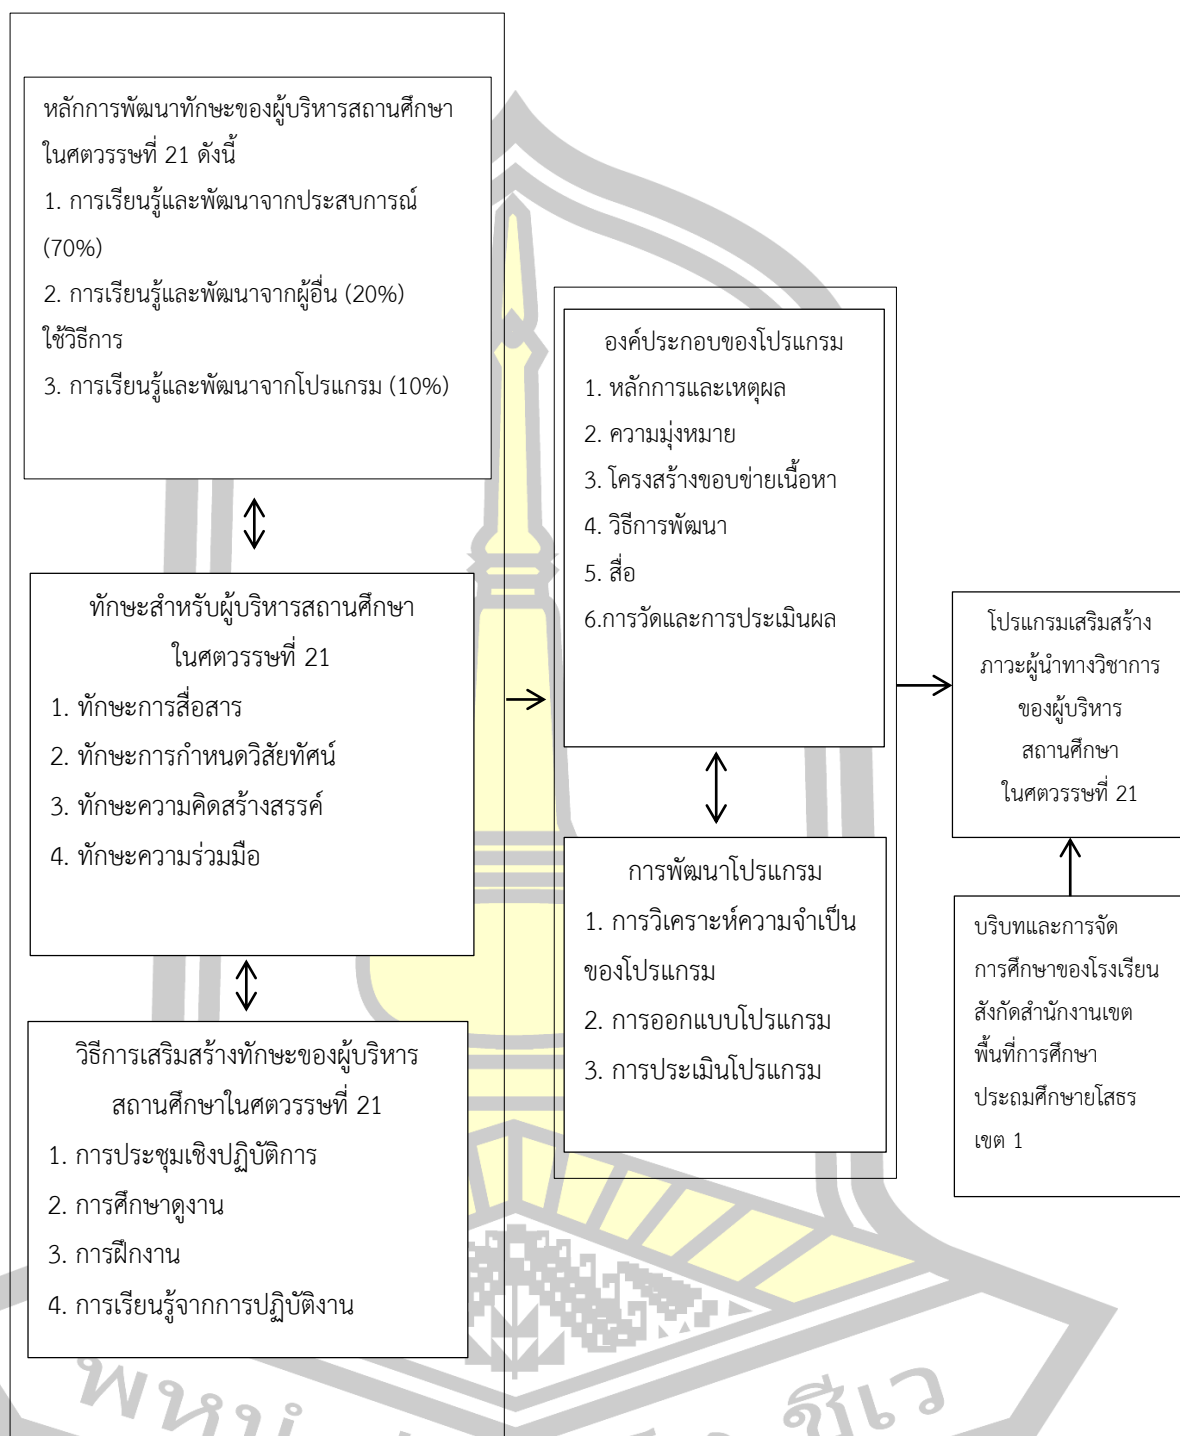 หลักการพัฒนาทักษะของผู้บริหารสถานศึกษา
ในศตวรรษที่ 21 ดังนี้
1. การเรียนรู้และพัฒนาจากประสบการณ์
(70%)
2. การเรียนรู้และพัฒนาจากผู้อื่น (20%)
ใช้วิธีการ
3. การเรียนรู้และพัฒนาจากโปรแกรม (10%)
ทักษะสำหรับผู้บริหารสถานศึกษา
ในศตวรรษที่ 21
1. ทักษะการสื่อสาร
2. ทักษะการกำหนดวิสัยทัศน์
3. ทักษะความคิดสร้างสรรค์
4. ทักษะความร่วมมือ
วิธีการเสริมสร้างทักษะของผู้บริหาร
สถานศึกษาในศตวรรษที่ 21
1. การประชุมเชิงปฏิบัติการ
2. การศึกษาดูงาน
3. การฝึกงาน
4. การเรียนรู้จากการปฏิบัติงาน
องค์ประกอบของโปรแกรม
1. หลักการและเหตุผล
2. ความมุ่งหมาย
3. โครงสร้างขอบข่ายเนื้อหา
4. วิธีการพัฒนา
5. สื่อ
6.การวัดและการประเมินผล
การพัฒนาโปรแกรม
1. การวิเคราะห์ความจำเป็น
ของโปรแกรม
2. การออกแบบโปรแกรม
3. การประเมินโปรแกรม
โปรแกรมเสริมสร้าง
ภาวะผู้นำทางวิชาการ
ของผู้บริหาร
สถานศึกษา
ในศตวรรษที่ 21
บริบทและการจัด
การศึกษาของโรงเรียน
สังกัดสำนักงานเขต
พื้นที่การศึกษา
ประถมศึกษายโสธร
เขต 1
ชีเว